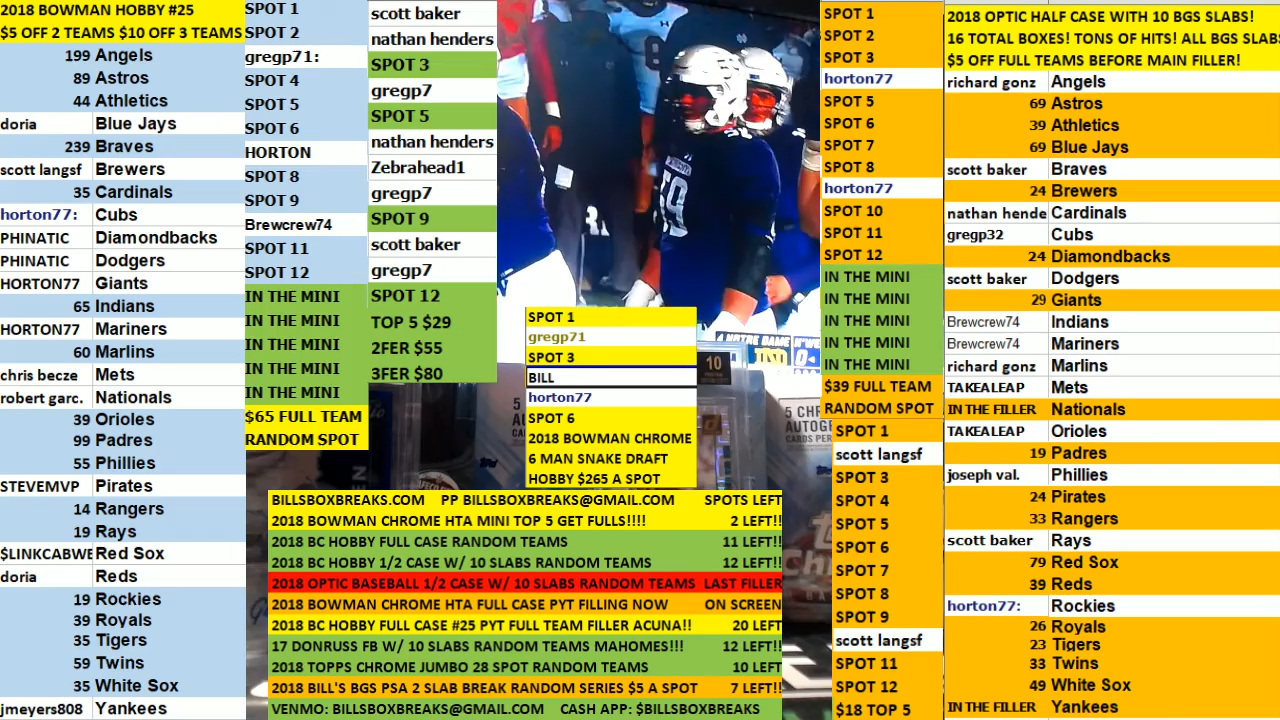 2018 BOWMAN HOBBY #25
$5 OFF 2 TEAMS $10 OFF 3 TEAMS
199 Angels
89 Astros
44 Athletics
doria Blue Jays
239 Braves
scott langsf Brewers
35 Cardinals
horton77: Cubs
PHINATIC Diamondbacks
PHINATIC Dodgers
HORTON77 Giants
65 Indians
HORTON77 Mariners
60 Marlins
chris becze Mets
robert garc. Nationals
39 Orioles
99 Padres
55 Phillies
STEVEMVP Pirates
14 Rangers
19 Rays
$LINKCABWE Red Sox
doria Reds
19 Rockies
39 Royals
35 Tigers
59 Twins
35 White Sox
jmeyers808 Yankees
SPOT 1
SPOT 2
gregp71:
SPOT 4
SPOT 5
SPOT 6
HORTON
SPOT 8
SPOT 9
Brewcrew74
SPOT 11
SPOT 12
IN THE MINI
IN THE MINI
IN THE MINI
IN THE MINI
IN THE MINI
$65 FULL TEAM
RANDOM SPOT
scott baker
nathan henders
SPOT 3
gregp7
SPOT 5
nathan henders
Zebrahead1
gregp7
SPOT 9
scott baker
gregp7
SPOT 12
TOP 5 $29
2FER $55
3FER $80
59
10
SPOT 1
gregp71
SPOT 3
BILL
horton77
SPOT 6
2018 BOWMAN CHROME
6 MAN SNAKE DRAFT
HOBBY $265 A SPOT
BILLSBOXBREAKS.COM PP BILLSBOXBREAKS@GMAIL.COM SPOTS LEFT
2018 BOWMAN CHROME HTA MINI TOP 5 GET FULLS!!!! 2 LEFT!!
2018 BC HOBBY FULL CASE RANDOM TEAMS 11 LEFT!!
2018 BC HOBBY 1/2 CASE W/ 10 SLABS RANDOM TEAMS 12 LEFT!!
2018 OPTIC BASEBALL 1/2 CASE W/ 10 SLABS RANDOM TEAMS LAST FILLER
2018 BOWMAN CHROME HTA FULL CASE PYT FILLING NOW ON SCREEN
2018 BC HOBBY FULL CASE #25 PYT FULL TEAM FILLER ACUNA!! 20 LEFT
17 DONRUSS FB W/ 10 SLABS RANDOM TEAMS MAHOMES!!! 12 LEFT!!
2018 TOPPS CHROME JUMBO 28 SPOT RANDOM TEAMS 10 LEFT
2018 BILL'S BGS PSA 2 SLAB BREAK RANDOM SERIES $5 A SPOT 7 LEFT!!
VENMO: BILLSBOXBREAKS@GMAIL.COM CASH APP: $BILLSBOXBREAKS
SPOT 1
SPOT 2
SPOT 3
horton77
SPOT 5
SPOT 6
SPOT 7
SPOT 8
horton77
SPOT 10
SPOT 11
SPOT 12
IN THE MINI
IN THE MINI
IN THE MINI
IN THE MINI
IN THE MINI
$39 FULL TEAM
RANDOM SPOT
SPOT 1
scott langsf
SPOT 3
SPOT 4
SPOT 5
SPOT 6
SPOT 7
SPOT 8
SPOT 9
scott langsf
SPOT 11
SPOT 12
$18 TOP 5
2018 OPTIC HALF CASE WITH 10 BGS SLABS!
16 TOTAL BOXES! TONS OF HITS! ALL BGS SLABS
$5 OFF FULL TEAMS BEFORE MAIN FILLER!
richard gonz Angels
69 Astros
39 Athletics
69 Blue Jays
scott baker Braves
24 Brewers
nathan hende Cardinals
gregp32 Cubs
24 Diamondbacks
scott baker Dodgers
29 Giants
Brewcrew74 Indians
Brewcrew74 Mariners
richard gonz Marlins
TAKEALEAP Mets
IN THE FILLER Nationals
TAKEALEAP Orioles
19 Padres
joseph val. Phillies
24 Pirates
33 Rangers
scott baker Rays
79 Red Sox
39 Reds
horton77: Rockies
26 Royals
23 Tigers
33 Twins
49 White Sox
IN THE FILLER Yankees